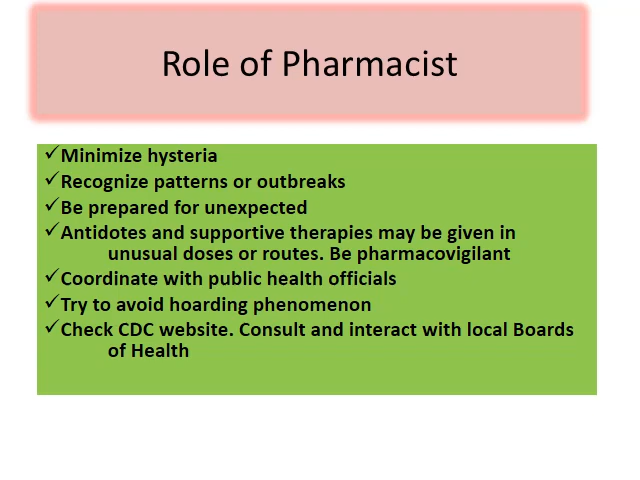 Role of Pharmacist
✓Minimize hysteria
✓Recognize patterns or outbreaks
✓Be prepared for unexpected
✓Antidotes and supportive therapies may be given in
unusual doses or routes. Be pharmacovigilant
✓Coordinate with public health officials
✓Try to avoid hoarding phenomenon
✓Check CDC website. Consult and interact with local Boards
of Health